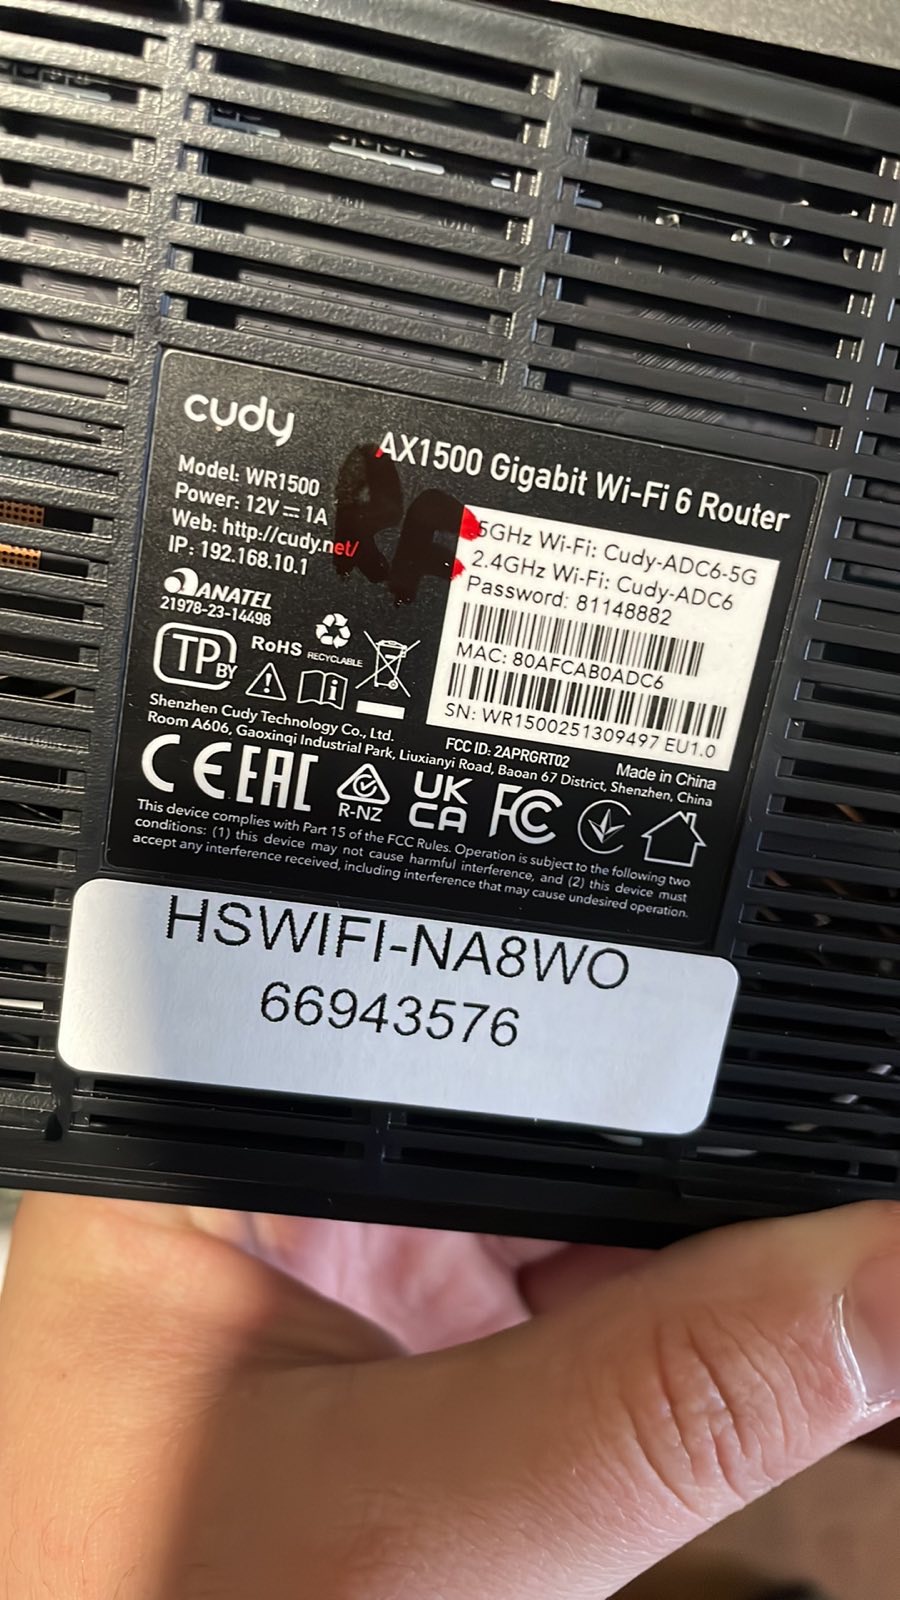 cudy
AX1500 Gigabit Wi-Fi 6 Router
Model: WR1500
Power: 12V⎓1A
Web: http://cudy.net/
IP: 192.168.10.1
5GHz Wi-Fi: Cudy-ADC6-5G
2.4GHz Wi-Fi: Cudy-ADC6
Password: 81148882
MAC: 80AFCAB0ADC6
SN: WR1500251309497 EU1.0
ANATEL
21978-23-14498
TP BY
RoHS
RECYCLABLE
FCC ID: 2APRGRT02
Made in China
Shenzhen Cudy Technology Co., Ltd.
Room A606, Gaoxinqi Industrial Park, Liuxianyi Road, Baoan 67 District, Shenzhen, China
CE EAC R-NZ UK CA FC
This device complies with Part 15 of the FCC Rules. Operation is subject to the following two
conditions: (1) this device may not cause harmful interference, and (2) this device must
accept any interference received, including interference that may cause undesired operation.
HSWIFI-NA8WO
66943576